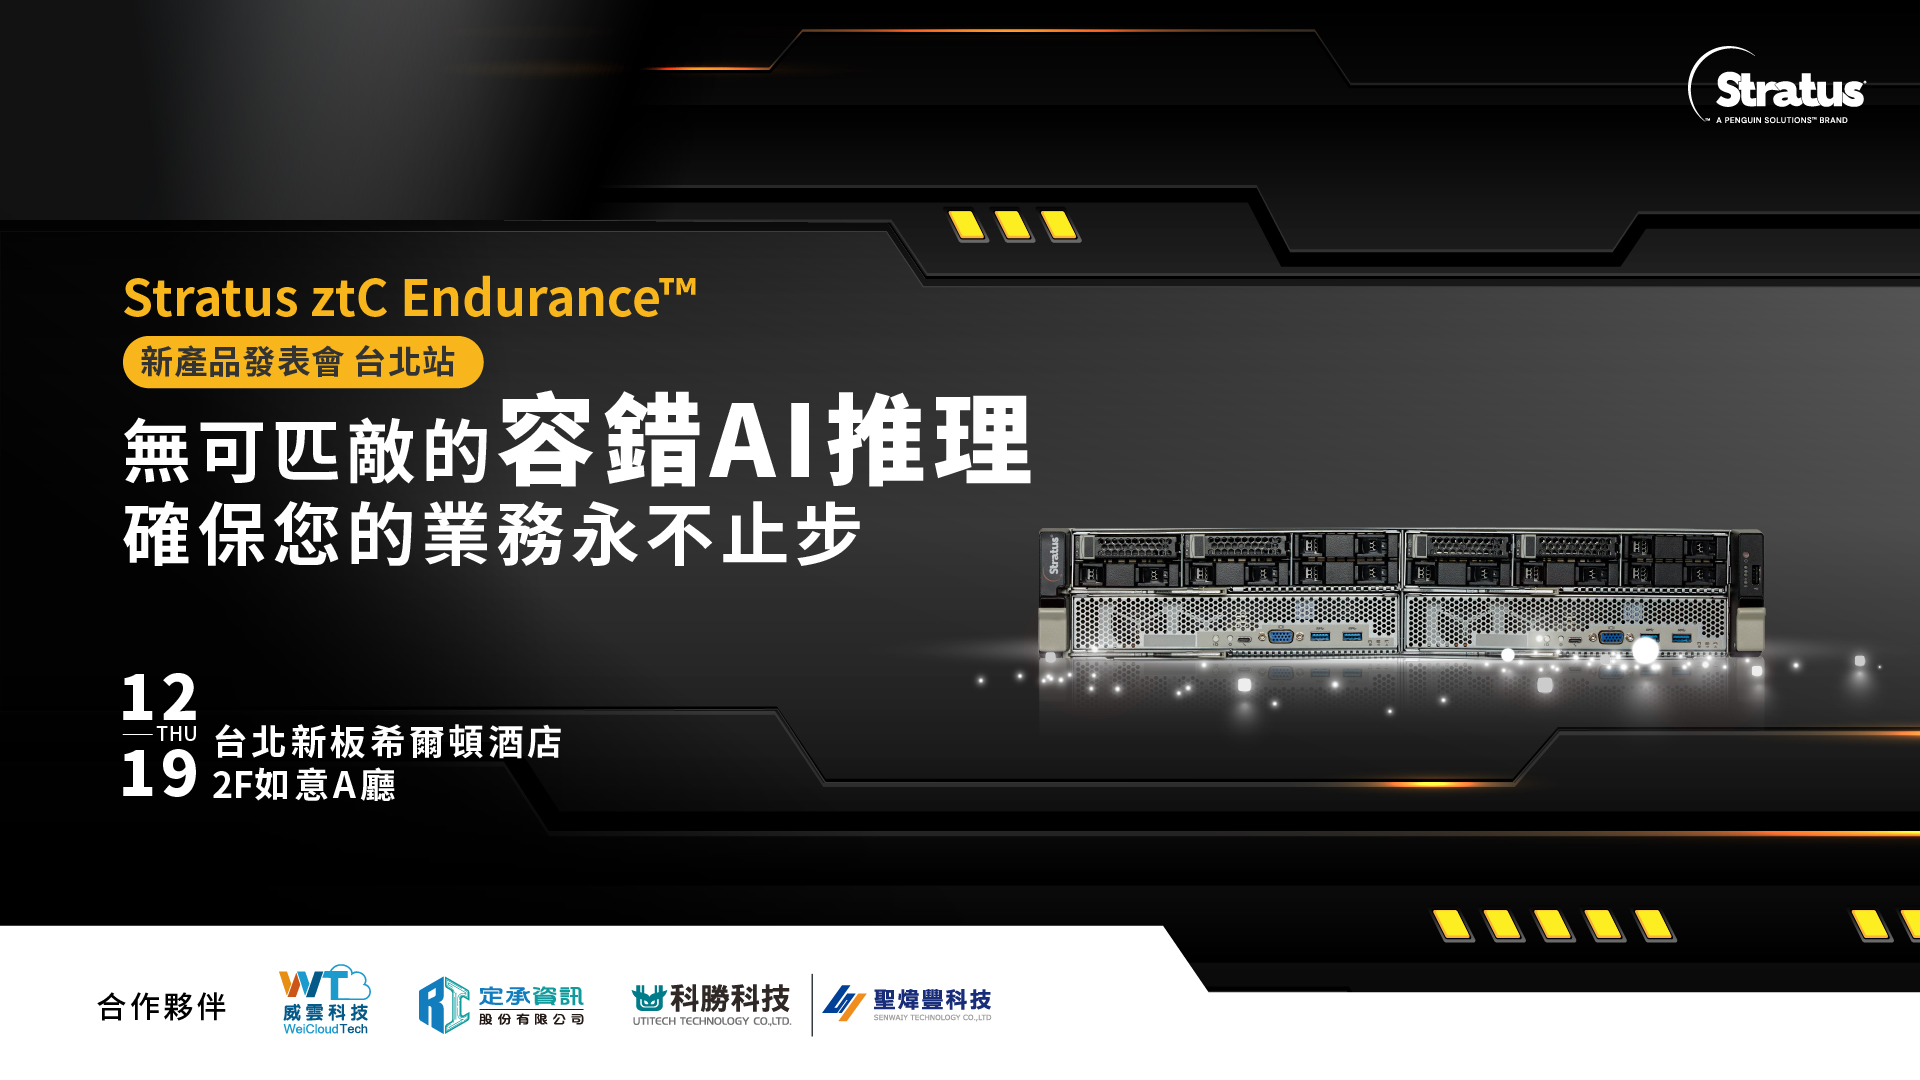 Stratus
A PENGUIN SOLUTIONS™ BRAND
Stratus ztC Endurance™
新產品發表會 台北站
無可匹敵的容錯AI推理
確保您的業務永不止步
Stratus
12
THU
19
台北新板希爾頓酒店
2F如意A廳
合作夥伴
WT
威雲科技
WeiCloud Tech
定承資訊
股份有限公司
科勝科技
UTITECH TECHNOLOGY CO.,LTD.
聖煒豐科技
SENWAIY TECHNOLOGY CO.,LTD